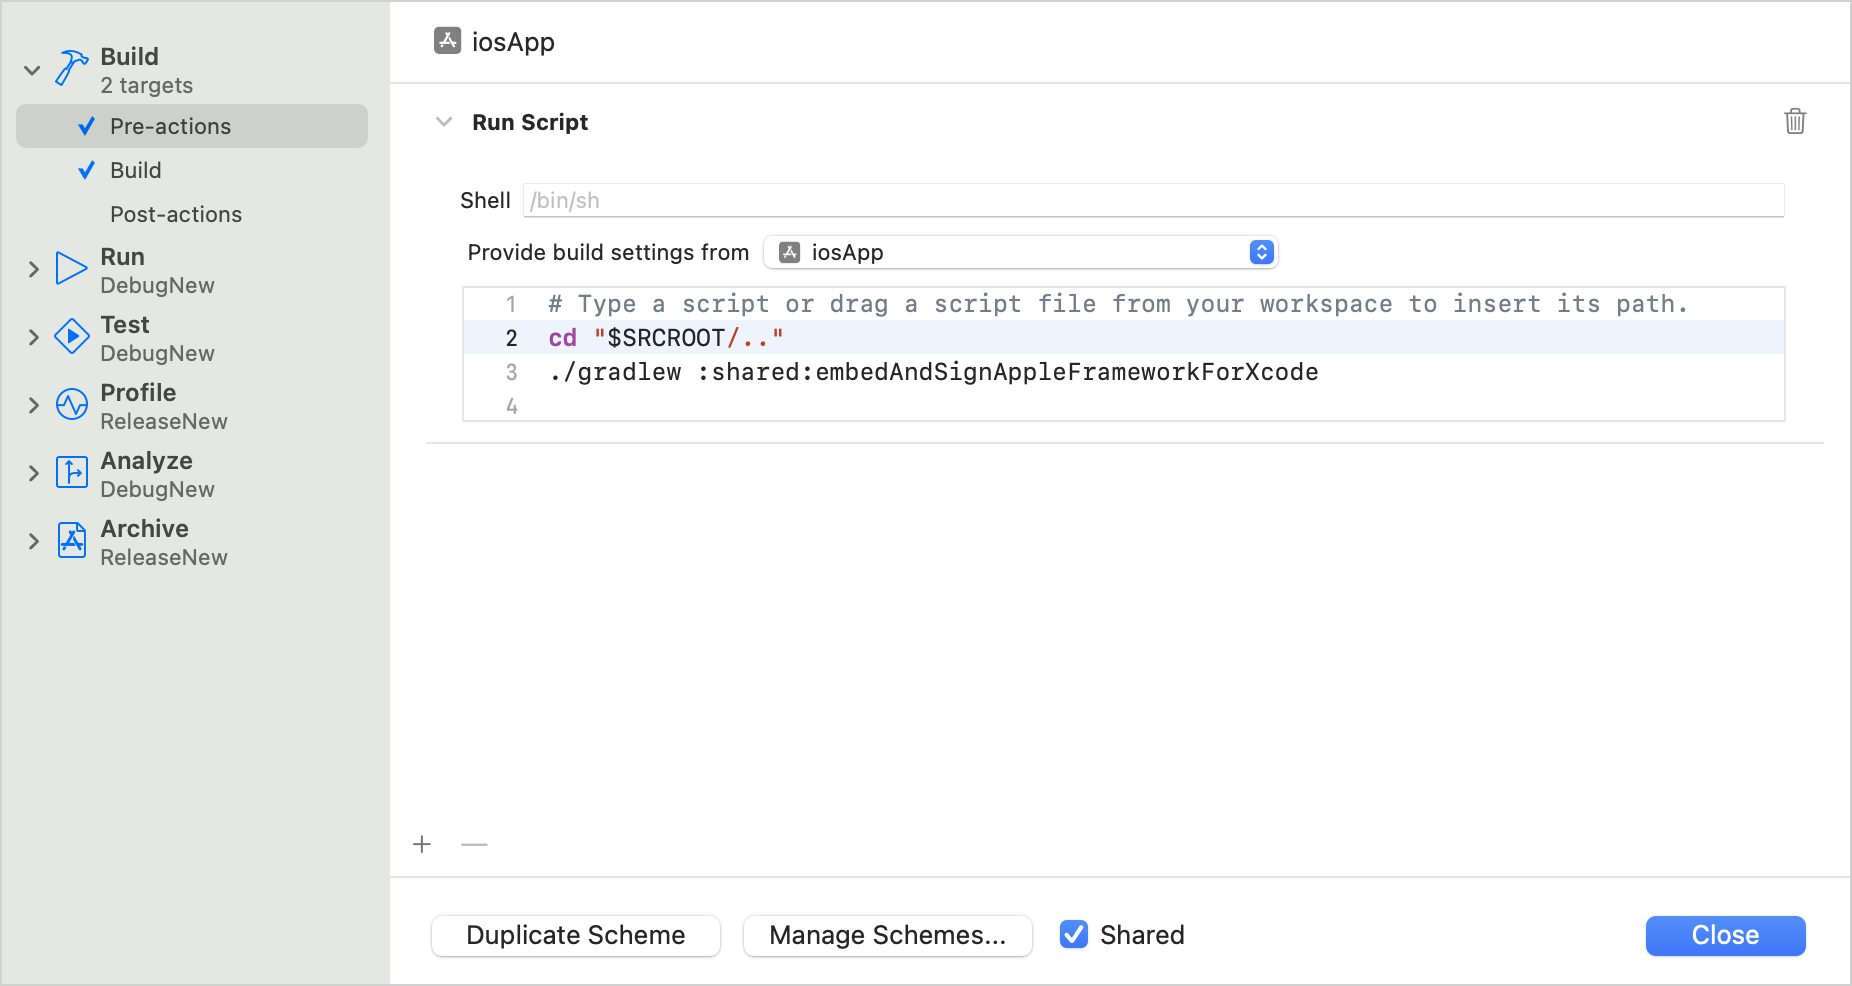 Build
2 targets
Pre-actions
Build
Post-actions
Run
DebugNew
Test
DebugNew
Profile
ReleaseNew
Analyze
DebugNew
Archive
ReleaseNew
iosApp
Run Script
Shell /bin/sh
Provide build settings from iosApp
1 # Type a script or drag a script file from your workspace to insert its path.
2 cd "$SRCROOT/.."
3 ./gradlew :shared:embedAndSignAppleFrameworkForXcode
4
Duplicate Scheme Manage Schemes... Shared Close